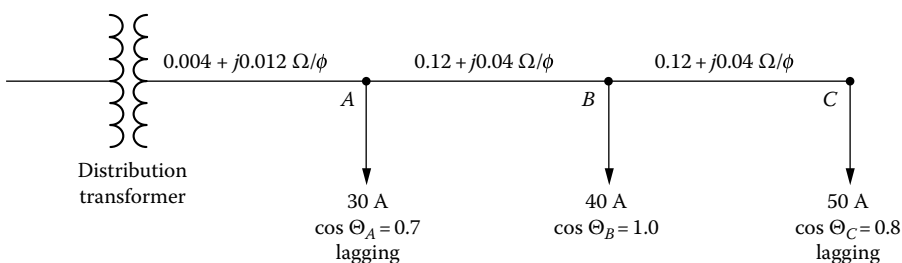 0.004 + j0.012 Ω/ϕ
0.12 + j0.04 Ω/ϕ
0.12 + j0.04 Ω/ϕ
A
B
C
Distribution
transformer
30 A
cos Θ_A = 0.7
lagging
40 A
cos Θ_B = 1.0
50 A
cos Θ_C = 0.8
lagging